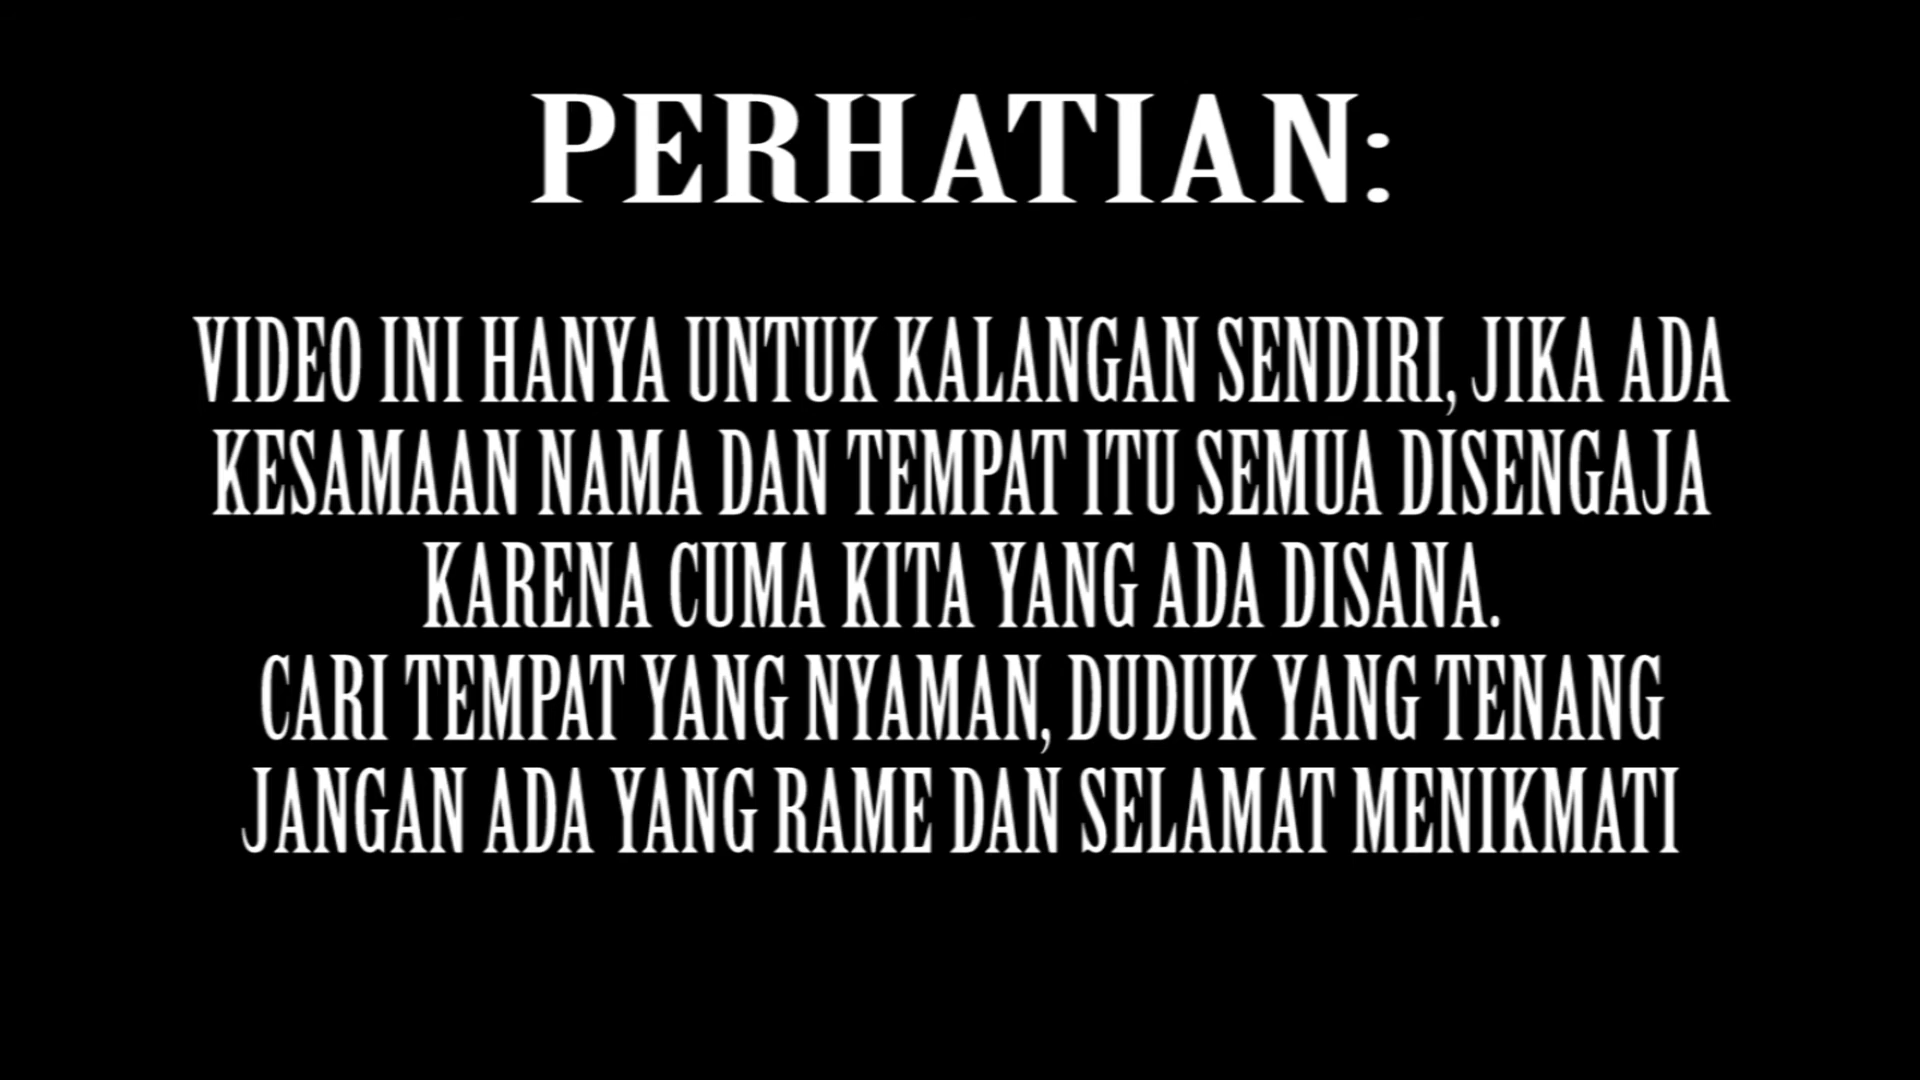 PERHATIAN:
VIDEO INI HANYA UNTUK KALANGAN SENDIRI, JIKA ADA
KESAMAAN NAMA DAN TEMPAT ITU SEMUA DISENGAJA
KARENA CUMA KITA YANG ADA DISANA.
CARI TEMPAT YANG NYAMAN, DUDUK YANG TENANG
JANGAN ADA YANG RAME DAN SELAMAT MENIKMATI